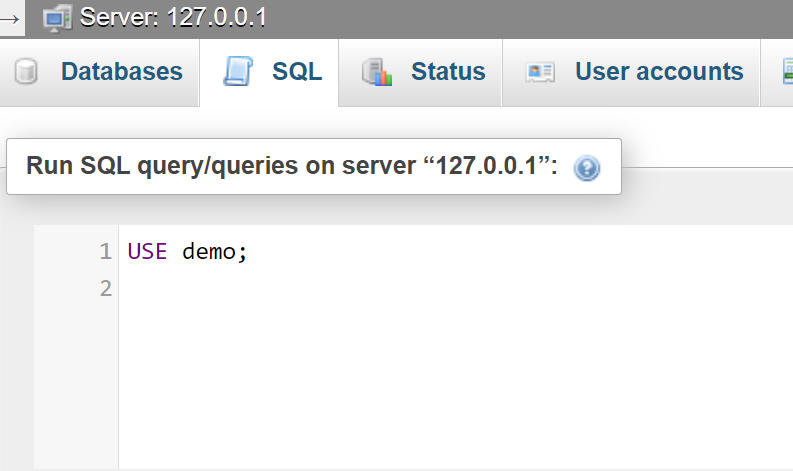 Server: 127.0.0.1
Databases SQL Status User accounts
Run SQL query/queries on server “127.0.0.1”:
1 USE demo;
2